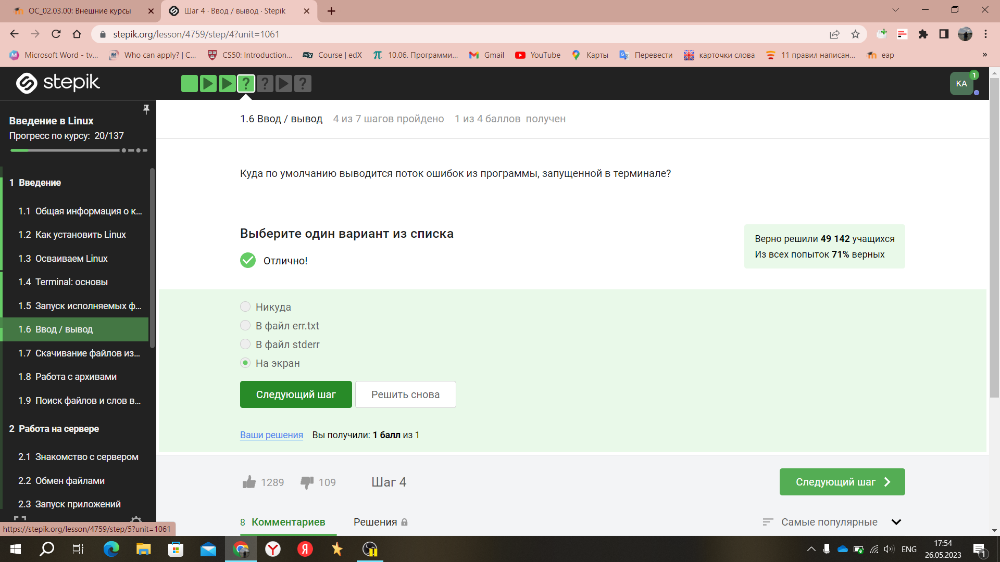 ОС_02.03.00: Внешние курсы
Шаг 4 · Ввод / вывод · Stepik
stepik.org/lesson/4759/step/4?unit=1061
Microsoft Word - tv...
Who can apply? | C...
CS50: Introduction...
edX
Course | edX
10.06. Программи...
Gmail
YouTube
Карты
Перевести
карточки слова
11 правил написан...
eap
»
stepik
?
?
?
KA
1
Введение в Linux
Прогресс по курсу: 20/137
1.6 Ввод / вывод
4 из 7 шагов пройдено
1 из 4 баллов получен
1 Введение
1.1 Общая информация о к...
1.2 Как установить Linux
1.3 Осваиваем Linux
1.4 Terminal: основы
1.5 Запуск исполняемых ф...
1.6 Ввод / вывод
1.7 Скачивание файлов из...
1.8 Работа с архивами
1.9 Поиск файлов и слов в...
2 Работа на сервере
2.1 Знакомство с сервером
2.2 Обмен файлами
2.3 Запуск приложений
https://stepik.org/lesson/4759/step/5?unit=1061
Куда по умолчанию выводится поток ошибок из программы, запущенной в терминале?
Выберите один вариант из списка
Отлично!
Верно решили 49 142 учащихся
Из всех попыток 71% верных
Никуда
В файл err.txt
В файл stderr
На экран
Следующий шаг
Решить снова
Ваши решения
Вы получили: 1 балл из 1
1289
109
Шаг 4
Следующий шаг
8 Комментариев
Решения
Самые популярные
ENG
17:54
26.05.2023
1